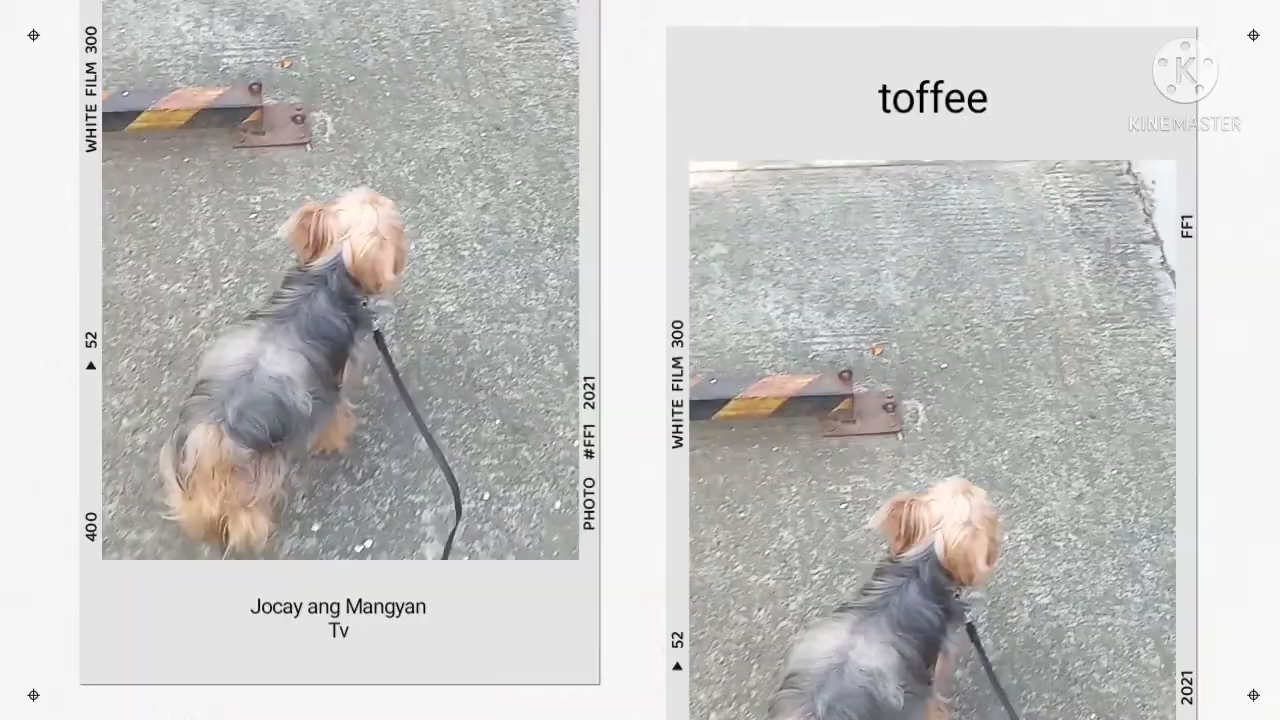 WHITE FILM 300
52
400
PHOTO #FF1 2021
Jocay ang Mangyan
Tv
toffee
K
KINEMASTER
WHITE FILM 300
52
FF1
2021